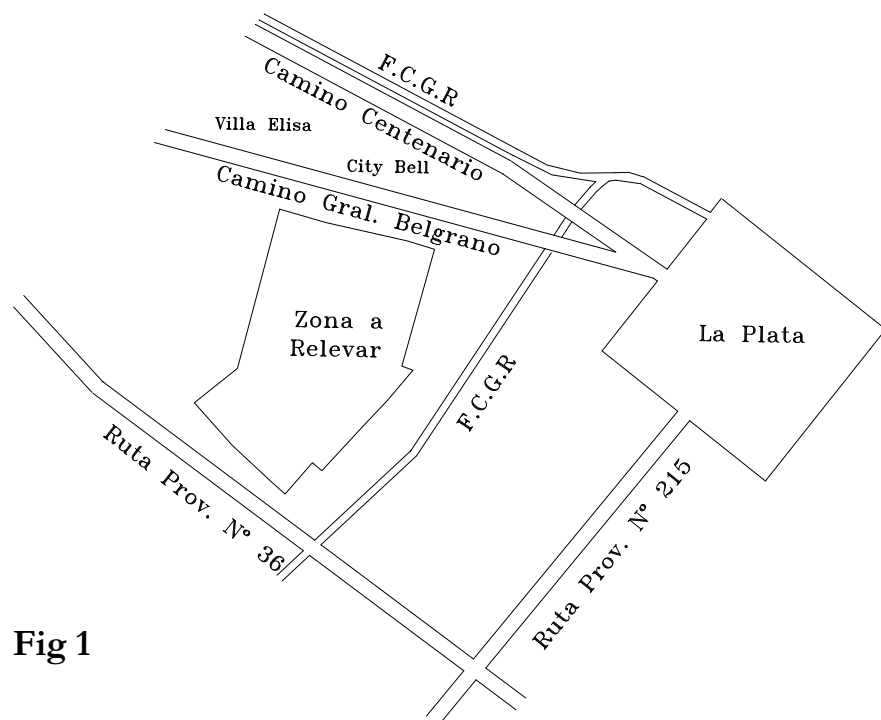 F.C.G.R
Camino Centenario
Villa Elisa
City Bell
Camino Gral. Belgrano
Zona a
Relevar
La Plata
F.C.G.R
Ruta Prov. N° 36
Ruta Prov. N° 215
Fig 1